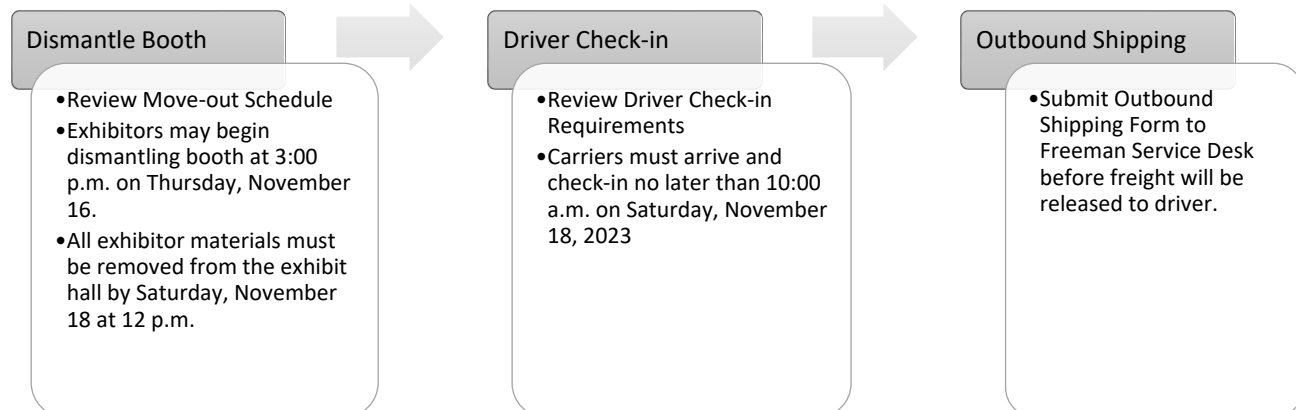 Dismantle Booth
•Review Move-out Schedule
•Exhibitors may begin
dismantling booth at 3:00
p.m. on Thursday, November
16.
•All exhibitor materials must
be removed from the exhibit
hall by Saturday, November
18 at 12 p.m.
Driver Check-in
•Review Driver Check-in
Requirements
•Carriers must arrive and
check-in no later than 10:00
a.m. on Saturday, November
18, 2023
Outbound Shipping
•Submit Outbound
Shipping Form to
Freeman Service Desk
before freight will be
released to driver.